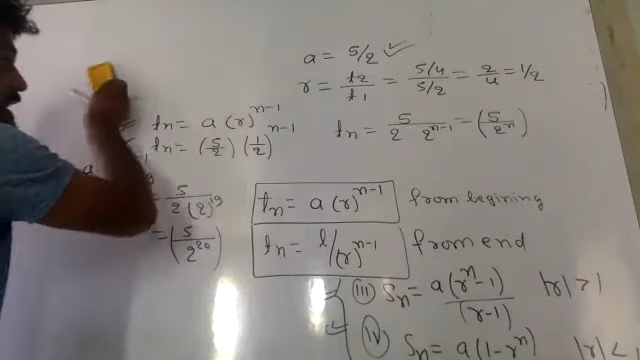 a = 5/2 ✓
r = t2/t1 = 5/4 / 5/2 = 2/4 = 1/2
tn = a(r)^n-1
tn = (5/2)(1/2)^n-1
tn = 5/2 2^n-1 = (5/2^n)
= 5/2(2)^19
= (5/2^20)
tn = a(r)^n-1 from begining
tn = l/(r)^n-1 from end
(III) Sn = a(r^n-1)/(r-1) |r|>1
(IV) Sn = a(1-r^n) |r|<